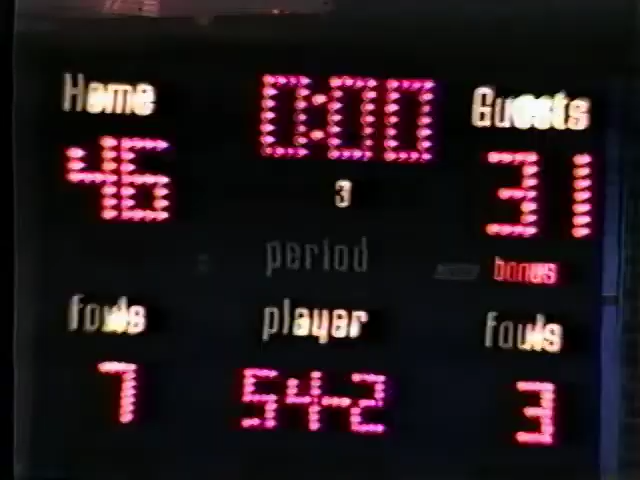 Home 0:00 Guests
46 3 31
period bonus
fouls player fouls
7 54-2 3